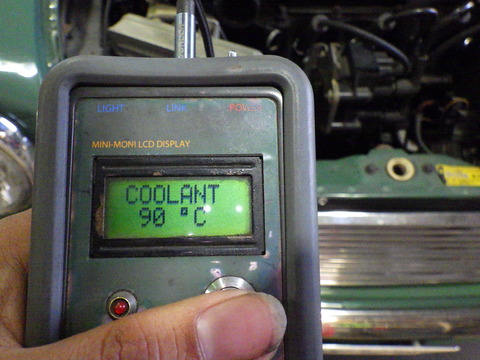 LIGHT LINK POWER
MINI-MONI LCD DISPLAY
COOLANT
90 °C